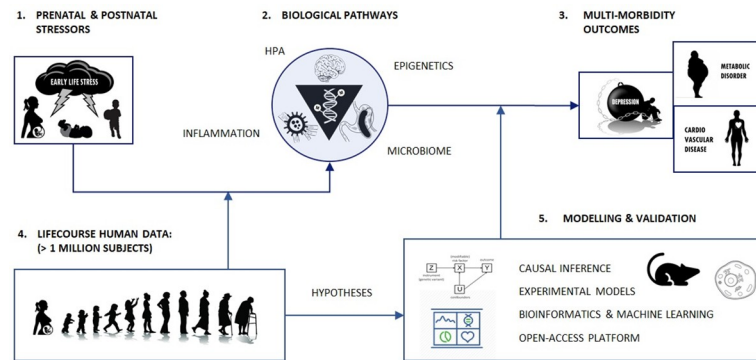 1. PRENATAL & POSTNATAL
STRESSORS
EARLY LIFE STRESS
2. BIOLOGICAL PATHWAYS
HPA
EPIGENETICS
INFLAMMATION
MICROBIOME
3. MULTI-MORBIDITY
OUTCOMES
DEPRESSION
METABOLIC
DISORDER
CARDIO
VASCULAR
DISEASE
4. LIFECOURSE HUMAN DATA:
(> 1 MILLION SUBJECTS)
HYPOTHESES
5. MODELLING & VALIDATION
Z
X
Y
U
CAUSAL INFERENCE
EXPERIMENTAL MODELS
BIOINFORMATICS & MACHINE LEARNING
OPEN-ACCESS PLATFORM